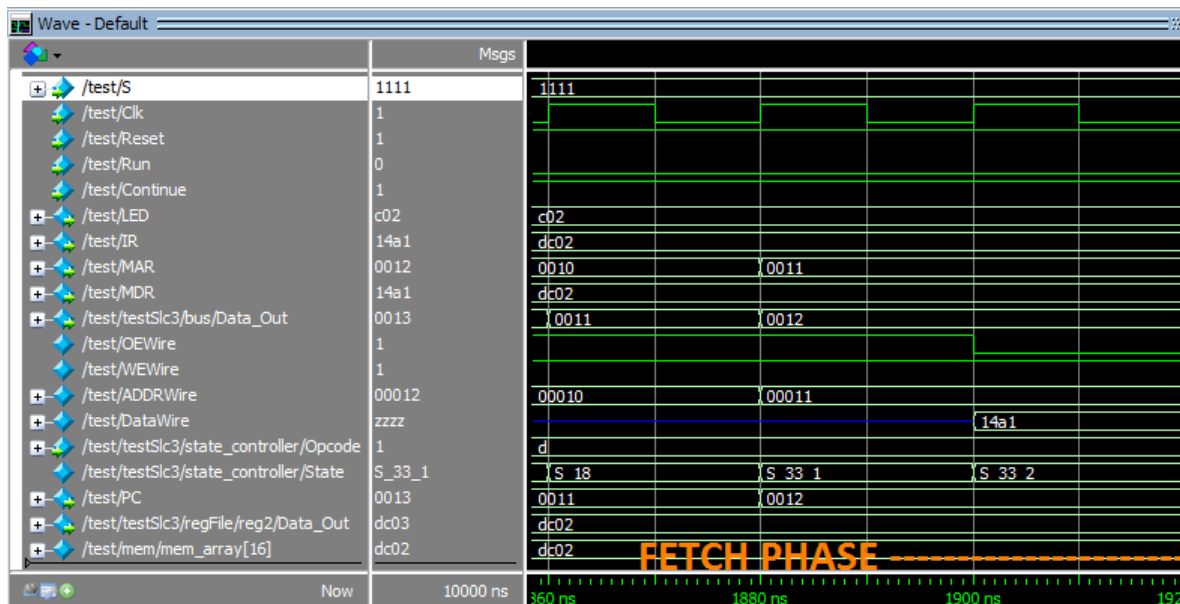 Wave - Default
Msgs
/test/S 1111 1111
/test/Clk 1
/test/Reset 1
/test/Run 0
/test/Continue 1
/test/LED c02 c02
/test/IR 14a1 dc02
/test/MAR 0012 0010 0011
/test/MDR 14a1 dc02
/test/testSlc3/bus/Data_Out 0013 0011 0012
/test/OEWire 1
/test/WEWire 1
/test/ADDRWire 00012 00010 00011
/test/DataWire zzzz 14a1
/test/testSlc3/state_controller/Opcode 1 d
/test/testSlc3/state_controller/State S_33_1 S_18 S_33_1 S_33_2
/test/PC 0013 0011 0012
/test/testSlc3/regFile/reg2/Data_Out dc03 dc02
/test/mem/mem_array[16] dc02 dc02
FETCH PHASE --------------------
Now 10000 ns 360 ns 1880 ns 1900 ns 192